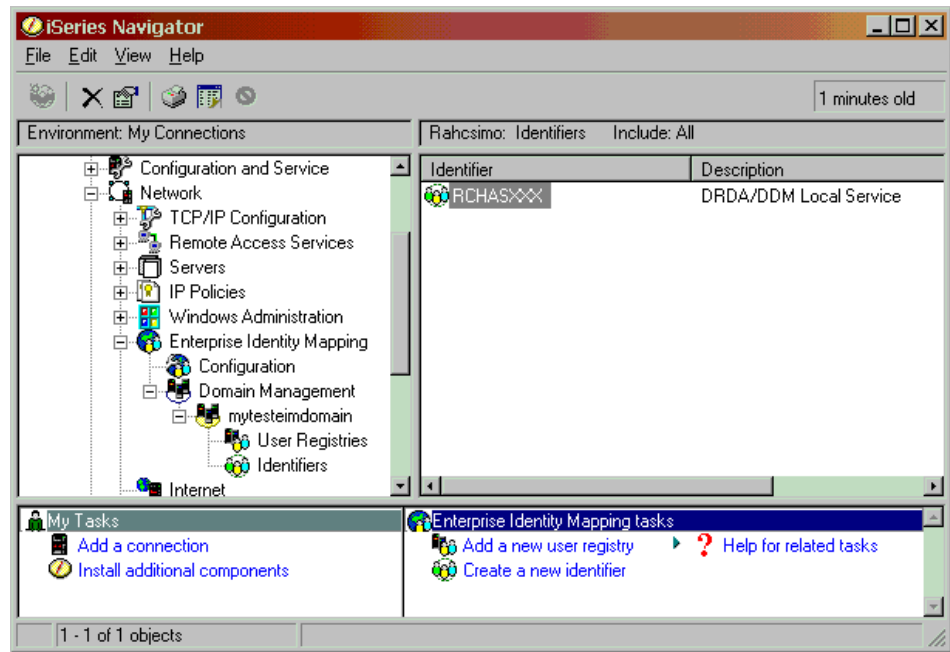 iSeries Navigator
File Edit View Help
1 minutes old
Environment: My Connections
Rahcsimo: Identifiers Include: All
Configuration and Service
Network
TCP/IP Configuration
Remote Access Services
Servers
IP Policies
Windows Administration
Enterprise Identity Mapping
Configuration
Domain Management
mytesteimdomain
User Registries
Identifiers
Internet
Identifier Description
RCHASXXX DRDA/DDM Local Service
My Tasks
Add a connection
Install additional components
Enterprise Identity Mapping tasks
Add a new user registry
Create a new identifier
? Help for related tasks
1 - 1 of 1 objects